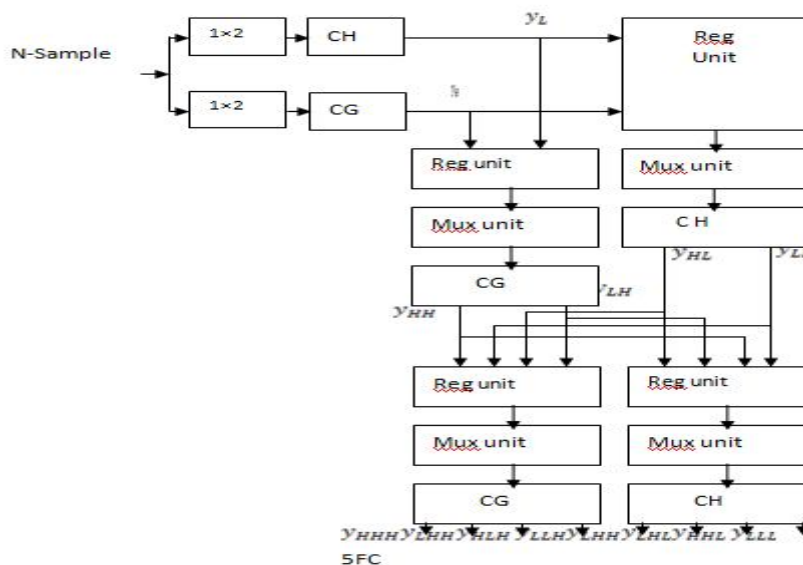 y_L
1×2
CH
Reg
Unit
N-Sample
1×2
CG
Reg unit
Mux unit
Mux unit
C H
y_HL
CG
y_LH
y_HH
Reg unit
Reg unit
Mux unit
Mux unit
CG
CH
y_HHH y_LHH y_HLH y_LLH y_LHH y_LHL y_HHL y_LLL
5FC